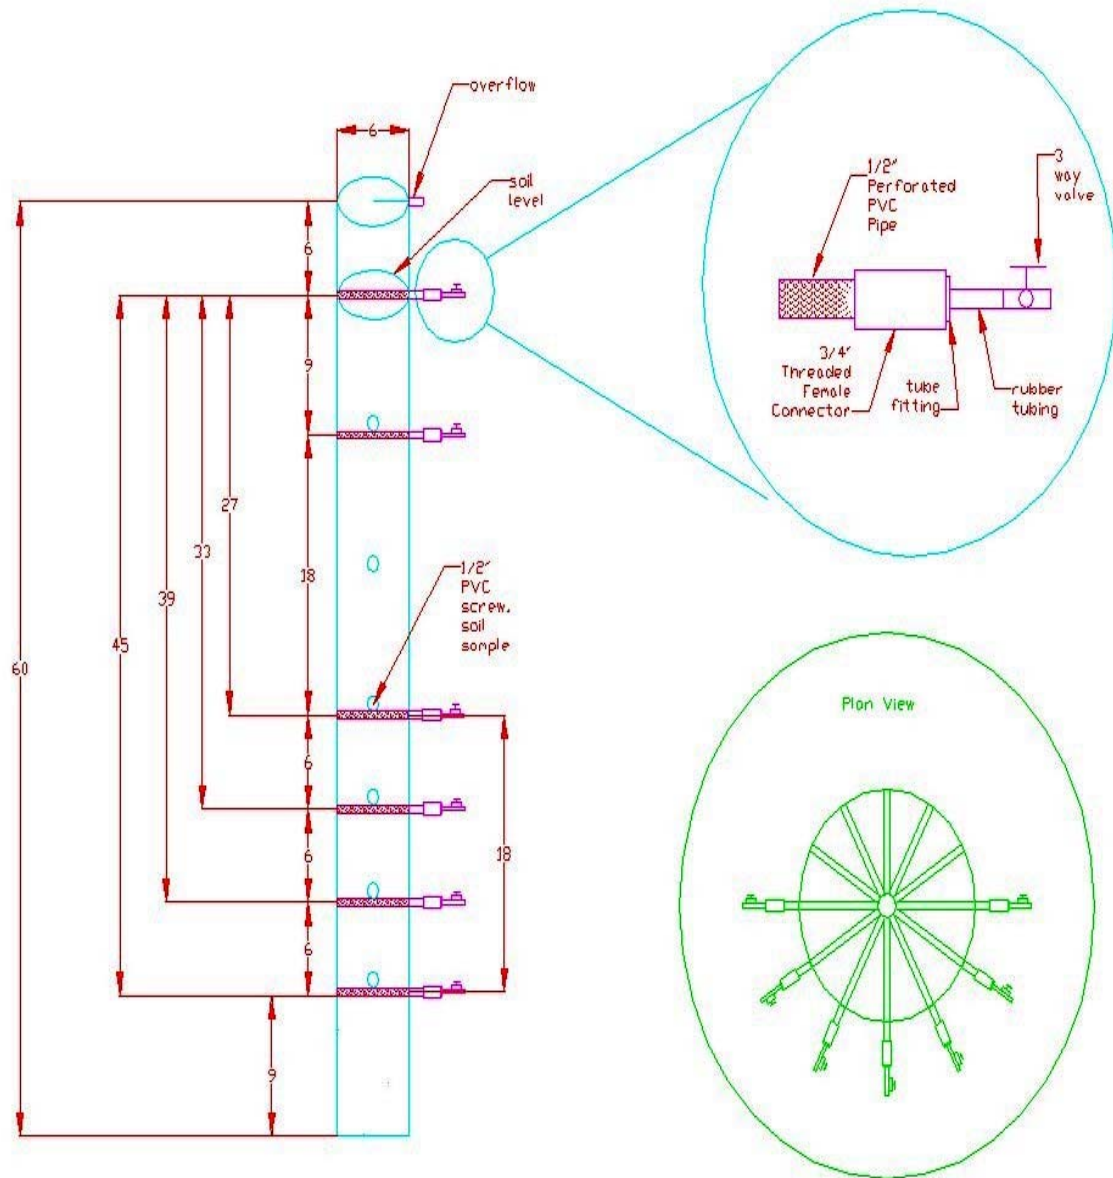 overflow
6
soil
level
6
9
27
33
18
39
45
60
1/2"
PVC
screw.
soil
sample
6
6
18
6
9
1/2"
Perforated
PVC
Pipe
3
way
valve
3/4"
Threaded
Female
Connector
tube
fitting
rubber
tubing
Plan View